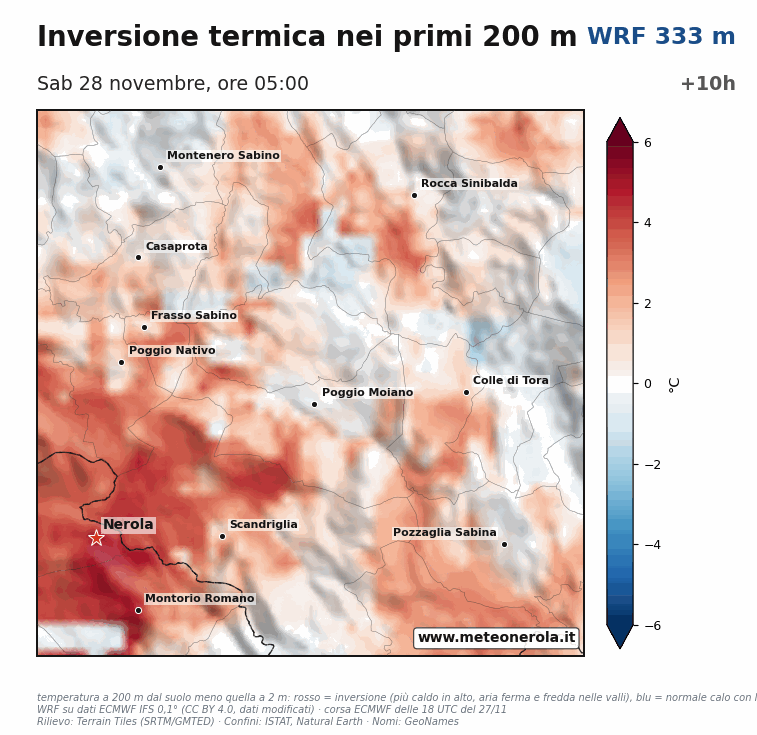 Inversione termica nei primi 200 m WRF 333 m
Sab 28 novembre, ore 05:00 +10h
Montenero Sabino
Rocca Sinibalda
Casaprota
Frasso Sabino
Poggio Nativo
Colle di Tora
Poggio Moiano
Nerola
Scandriglia
Pozzaglia Sabina
Montorio Romano
www.meteonerola.it
6
4
2
0
−2
−4
−6
°C
temperatura a 200 m dal suolo meno quella a 2 m: rosso = inversione (più caldo in alto, aria ferma e fredda nelle valli), blu = normale calo con
WRF su dati ECMWF IFS 0,1° (CC BY 4.0, dati modificati) · corsa ECMWF delle 18 UTC del 27/11
Rilievo: Terrain Tiles (SRTM/GMTED) · Confini: ISTAT, Natural Earth · Nomi: GeoNames